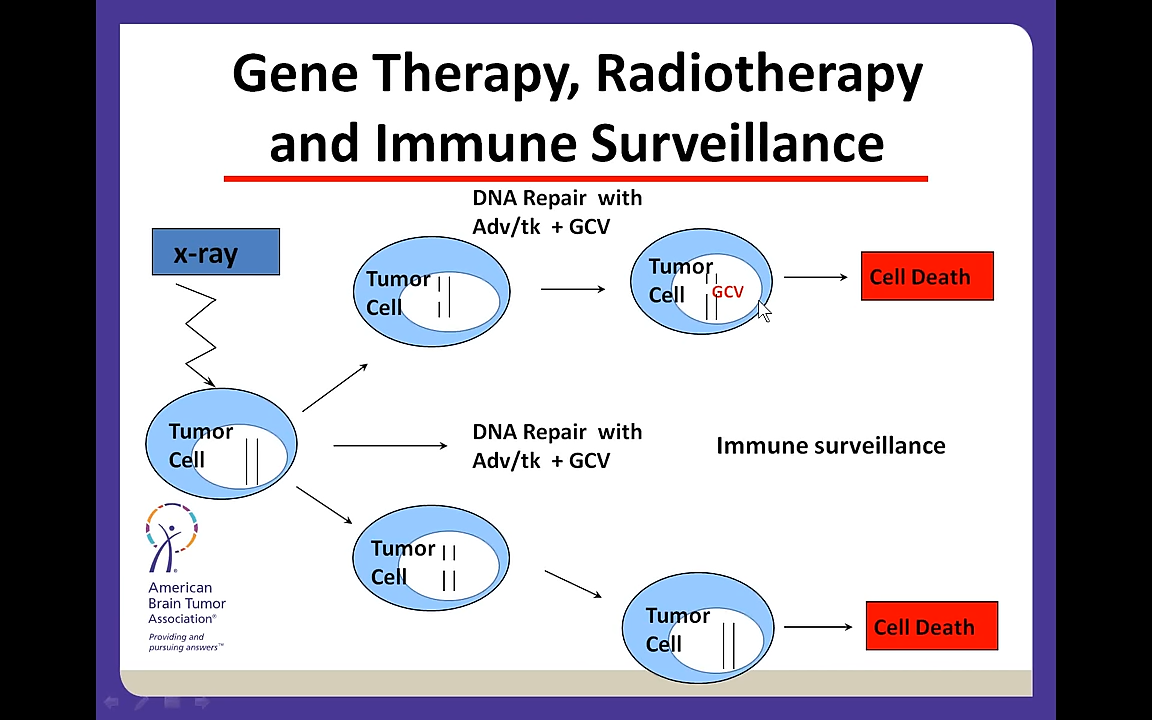 Gene Therapy, Radiotherapy
and Immune Surveillance
DNA Repair with
Adv/tk + GCV
x-ray
Tumor
Cell
Tumor
Cell
GCV
Cell Death
Tumor
Cell
DNA Repair with
Adv/tk + GCV
Immune surveillance
Tumor
Cell
Tumor
Cell
Cell Death
American
Brain Tumor
Association®
Providing and
pursuing answers™